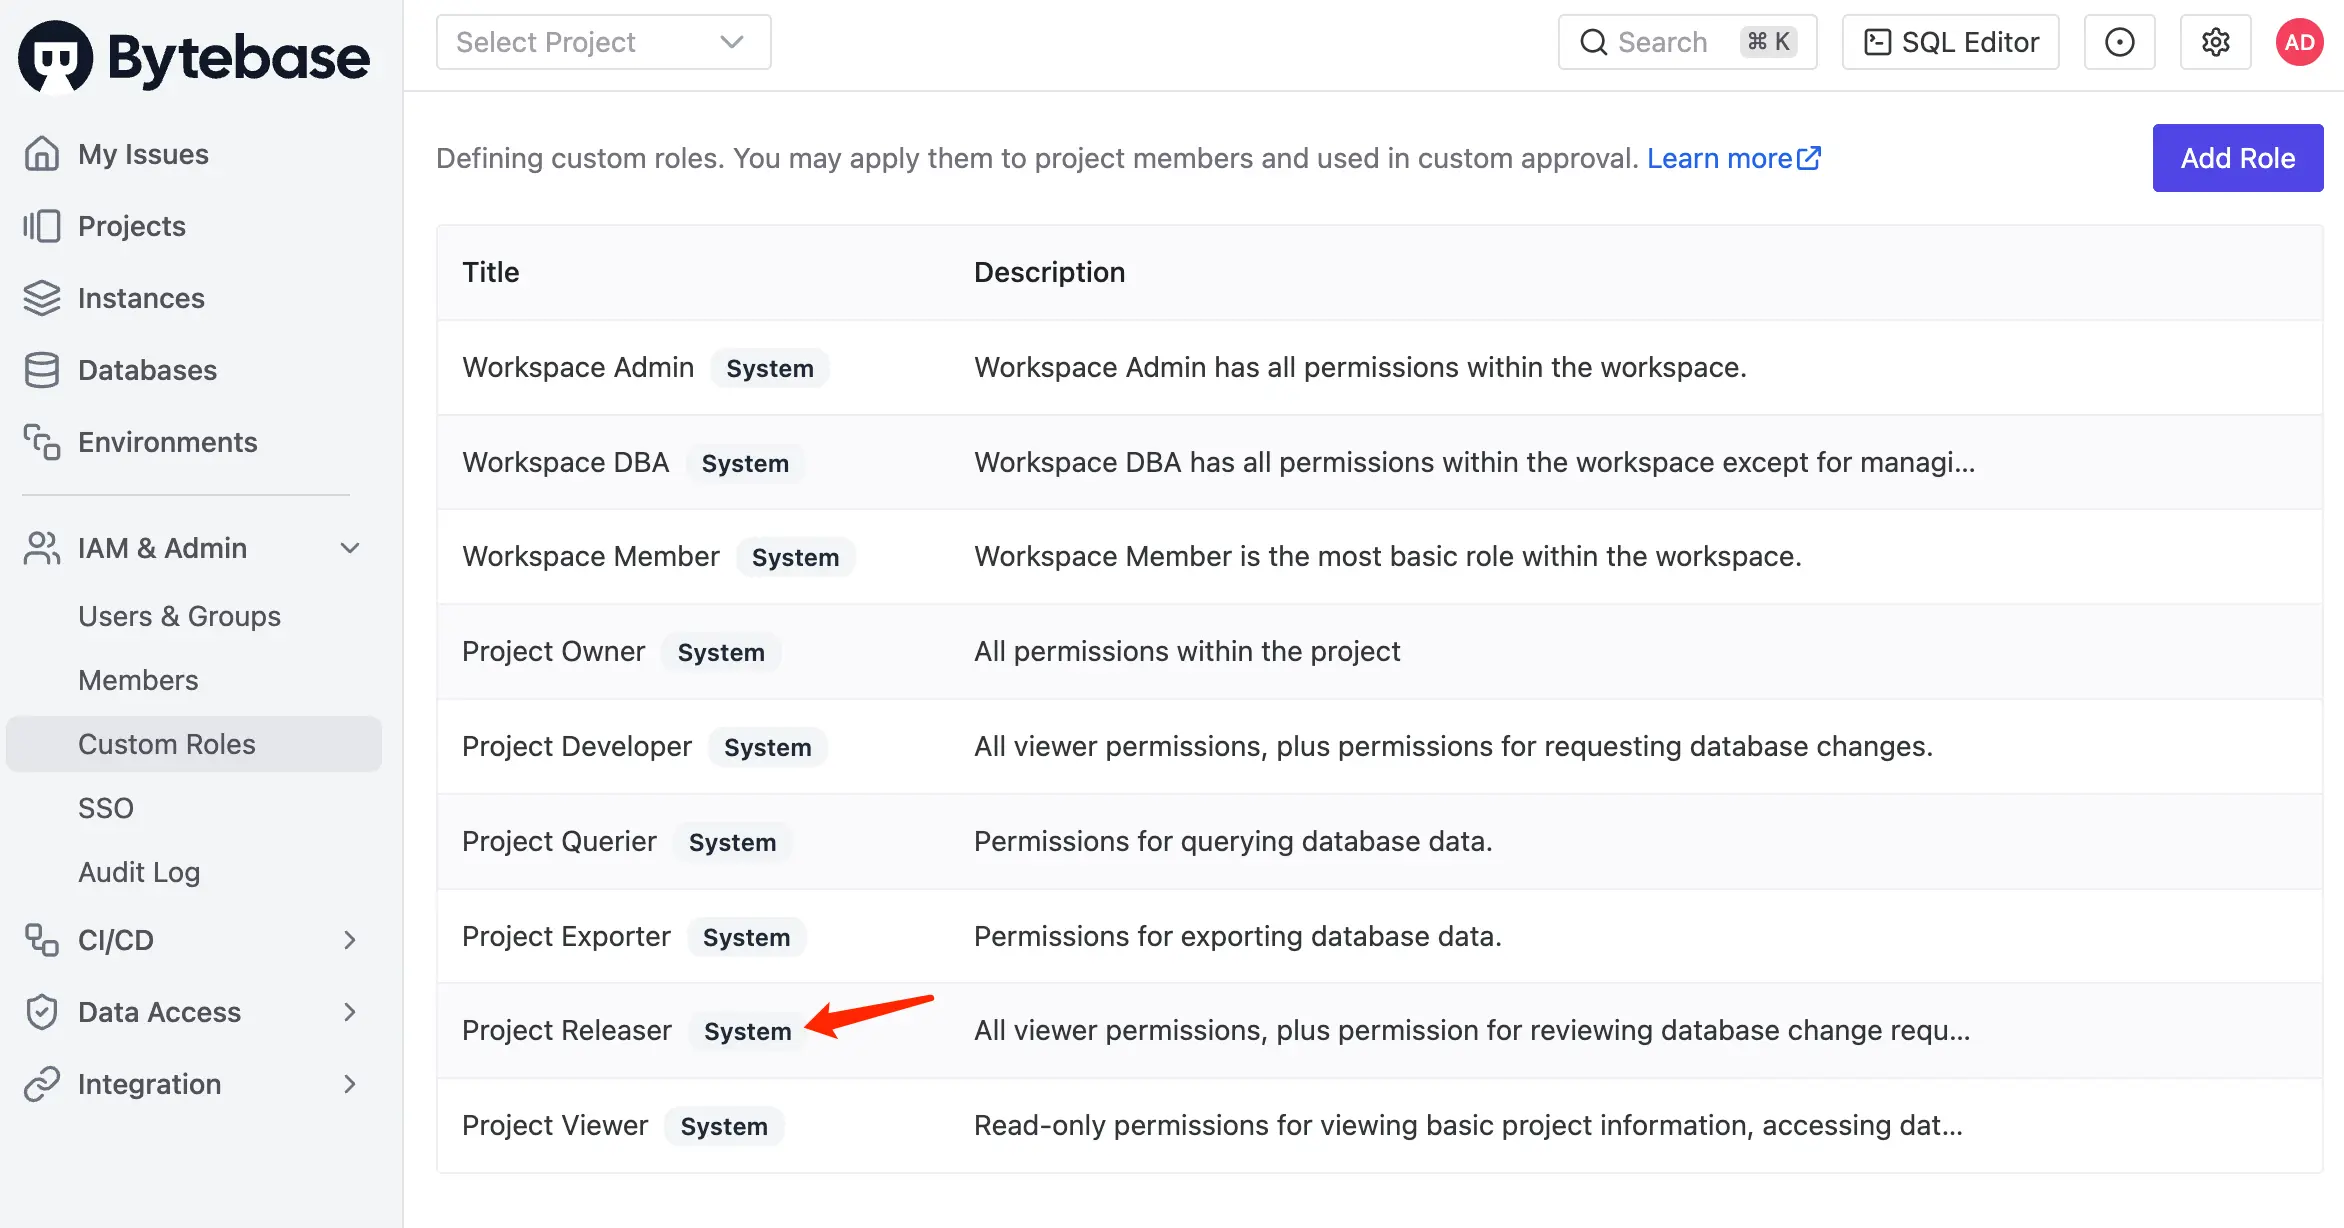 Bytebase
Select Project
Search ⌘ K
SQL Editor
AD
My Issues
Projects
Instances
Databases
Environments
IAM & Admin
Users & Groups
Members
Custom Roles
SSO
Audit Log
CI/CD
Data Access
Integration
Defining custom roles. You may apply them to project members and used in custom approval. Learn more
Add Role
Title Description
Workspace Admin System Workspace Admin has all permissions within the workspace.
Workspace DBA System Workspace DBA has all permissions within the workspace except for managi...
Workspace Member System Workspace Member is the most basic role within the workspace.
Project Owner System All permissions within the project
Project Developer System All viewer permissions, plus permissions for requesting database changes.
Project Querier System Permissions for querying database data.
Project Exporter System Permissions for exporting database data.
Project Releaser System All viewer permissions, plus permission for reviewing database change requ...
Project Viewer System Read-only permissions for viewing basic project information, accessing dat...